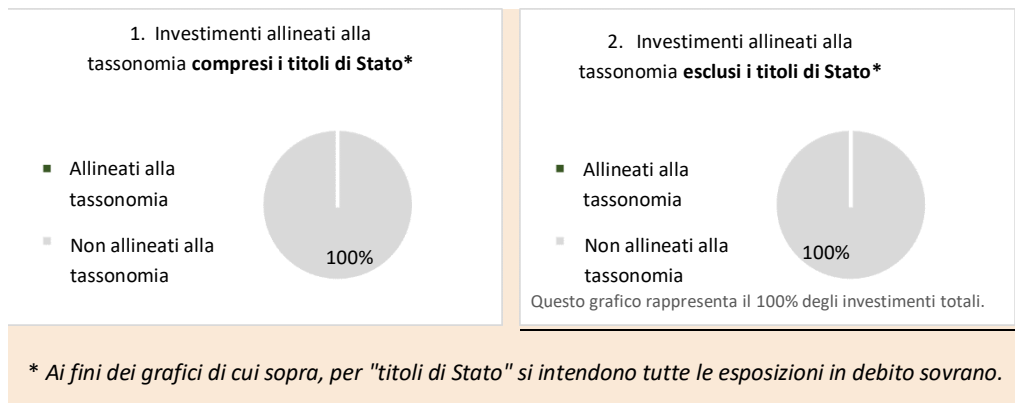 1. Investimenti allineati alla
tassonomia compresi i titoli di Stato*
Allineati alla
tassonomia
Non allineati alla
tassonomia
100%
2. Investimenti allineati alla
tassonomia esclusi i titoli di Stato*
Allineati alla
tassonomia
Non allineati alla
tassonomia
100%
Questo grafico rappresenta il 100% degli investimenti totali.
* Ai fini dei grafici di cui sopra, per "titoli di Stato" si intendono tutte le esposizioni in debito sovrano.